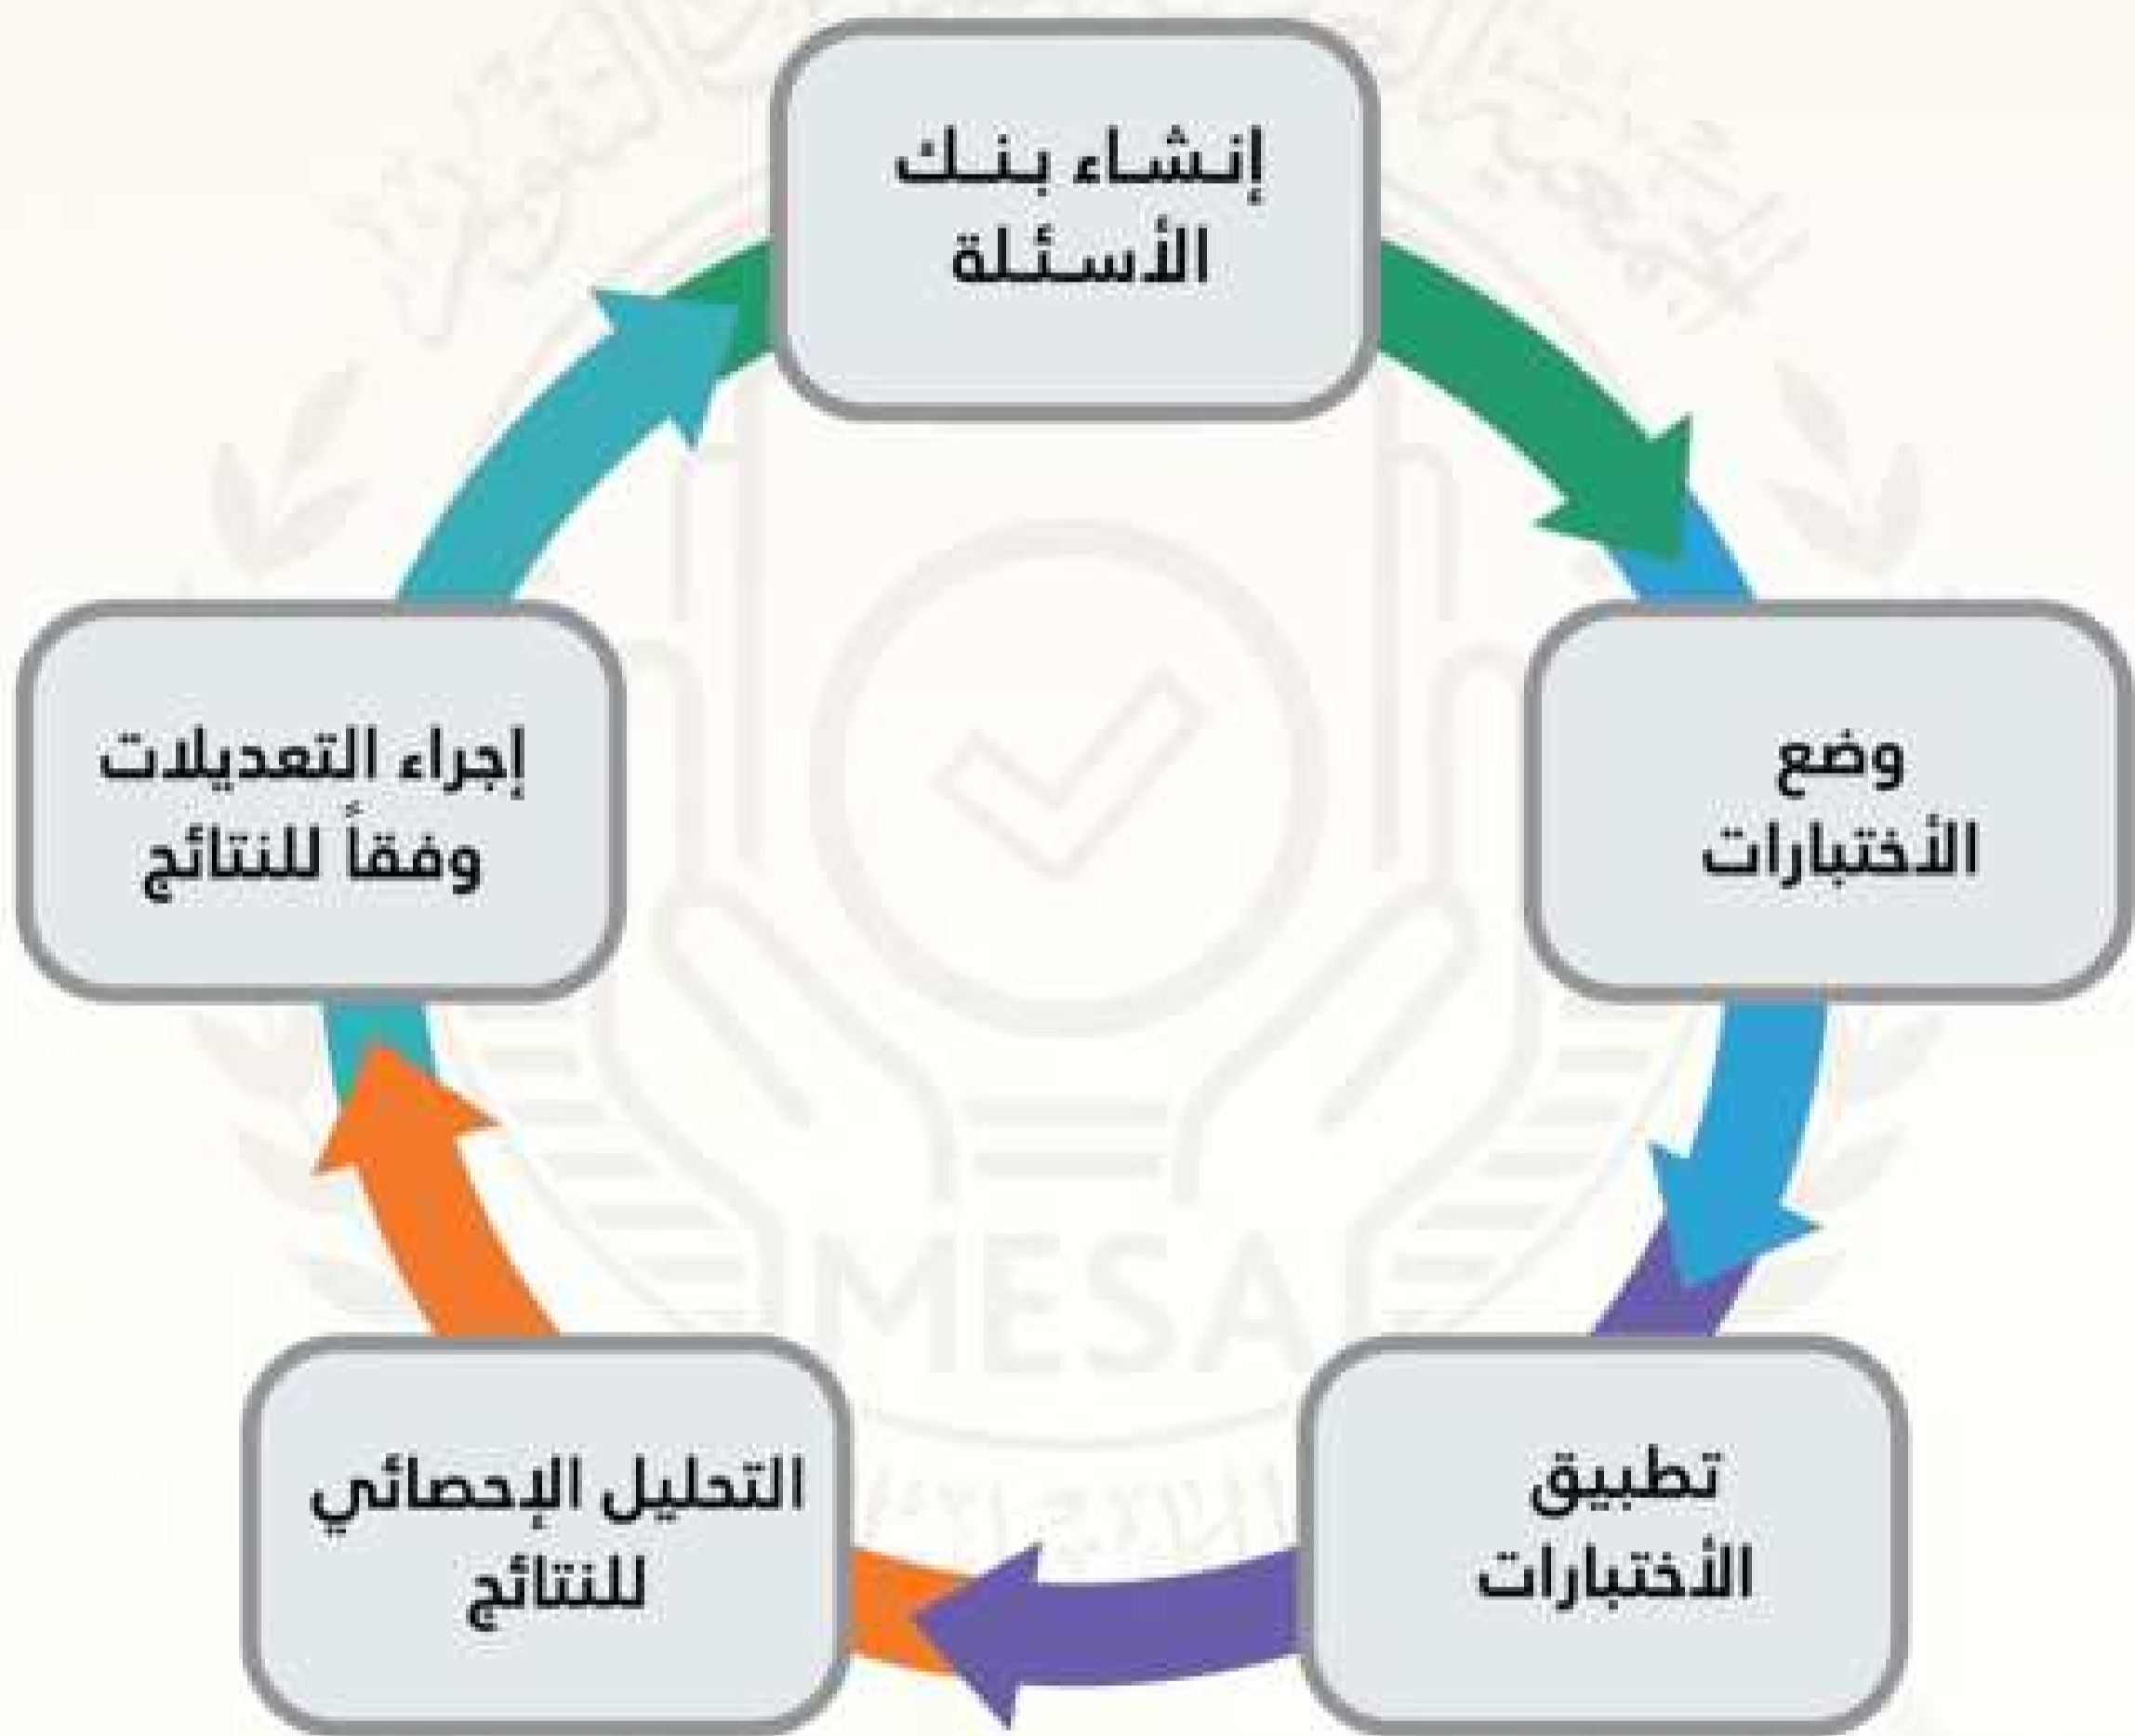 إنشاء بنك
الأسئلة
وضع
الأختبارات
تطبيق
الأختبارات
التحليل الإحصائي
للنتائج
إجراء التعديلات
وفقاً للنتائج
MESA